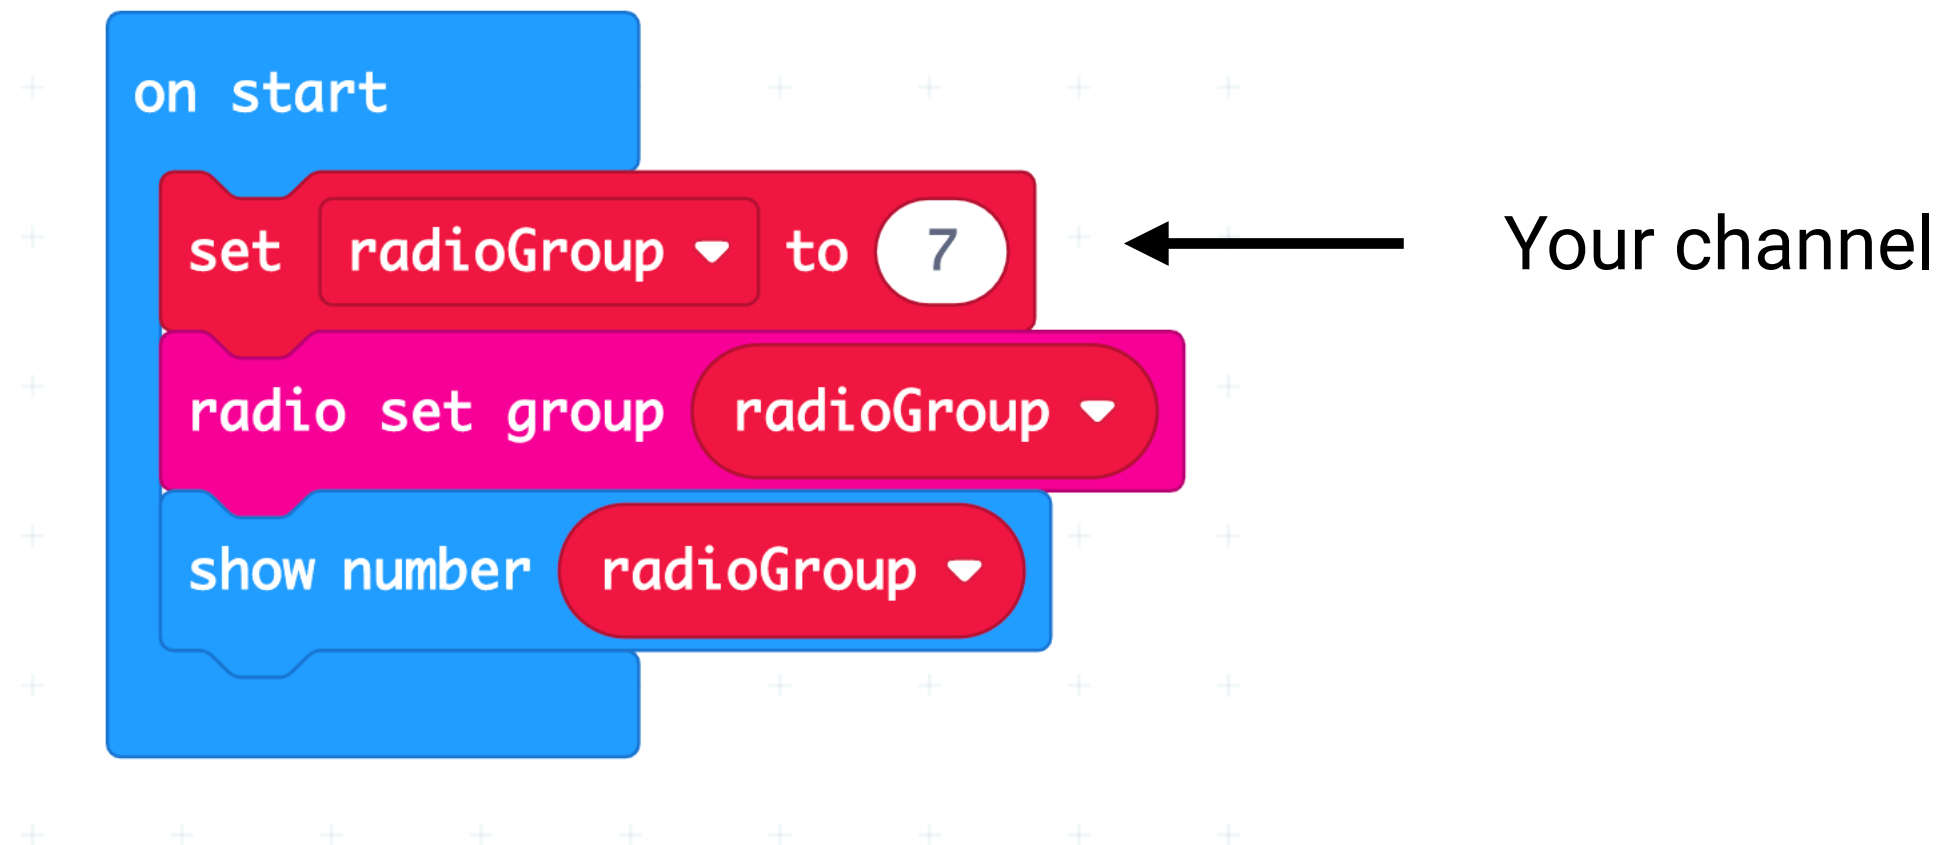 on start
set radioGroup to 7
Your channel
radio set group radioGroup
show number radioGroup